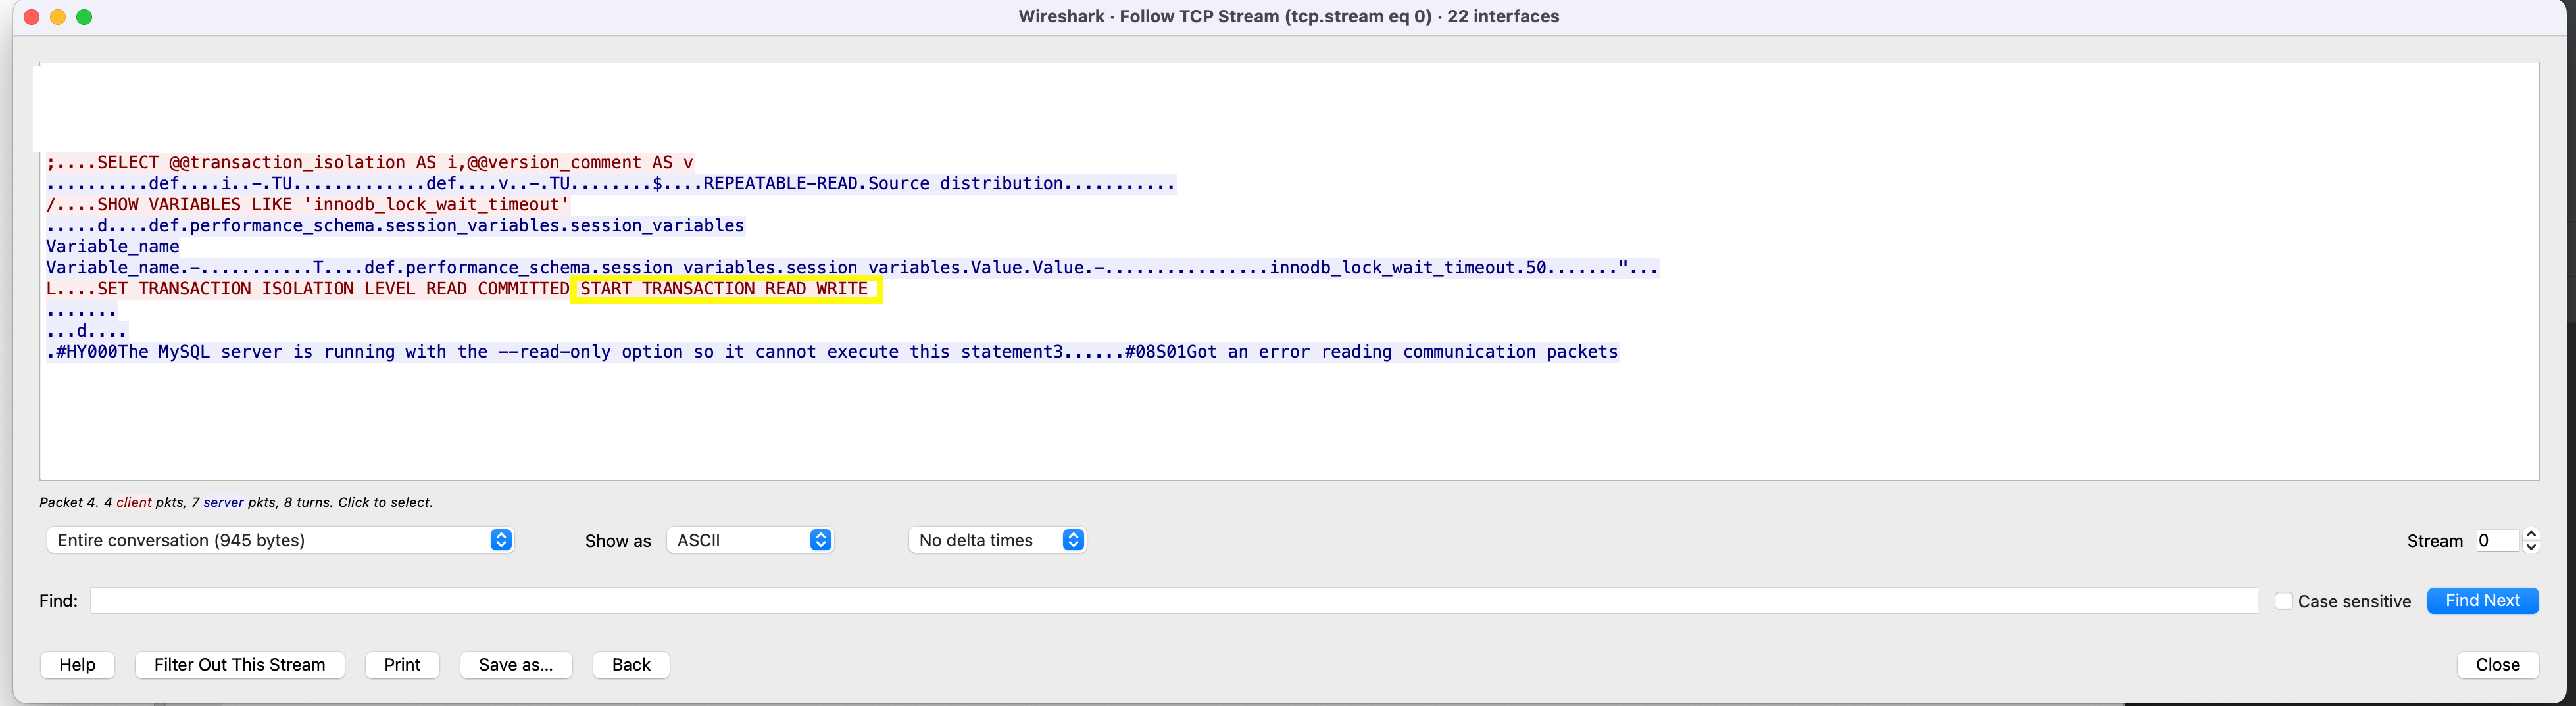 Wireshark · Follow TCP Stream (tcp.stream eq 0) · 22 interfaces
;....SELECT @@transaction_isolation AS i,@@version_comment AS v
..........def....i..-.TU.............def....v..-.TU........$....REPEATABLE-READ.Source distribution...........
/....SHOW VARIABLES LIKE 'innodb_lock_wait_timeout'
.....d....def.performance_schema.session_variables.session_variables
Variable_name
Variable_name.-...........T....def.performance_schema.session_variables.session_variables.Value.Value.-................innodb_lock_wait_timeout.50......."...
L....SET TRANSACTION ISOLATION LEVEL READ COMMITTED START TRANSACTION READ WRITE
.......
...d....
.#HY000The MySQL server is running with the --read-only option so it cannot execute this statement3......#08S01Got an error reading communication packets
Packet 4. 4 client pkts, 7 server pkts, 8 turns. Click to select.
Entire conversation (945 bytes) Show as ASCII No delta times Stream 0
Find: Case sensitive Find Next
Help Filter Out This Stream Print Save as... Back Close